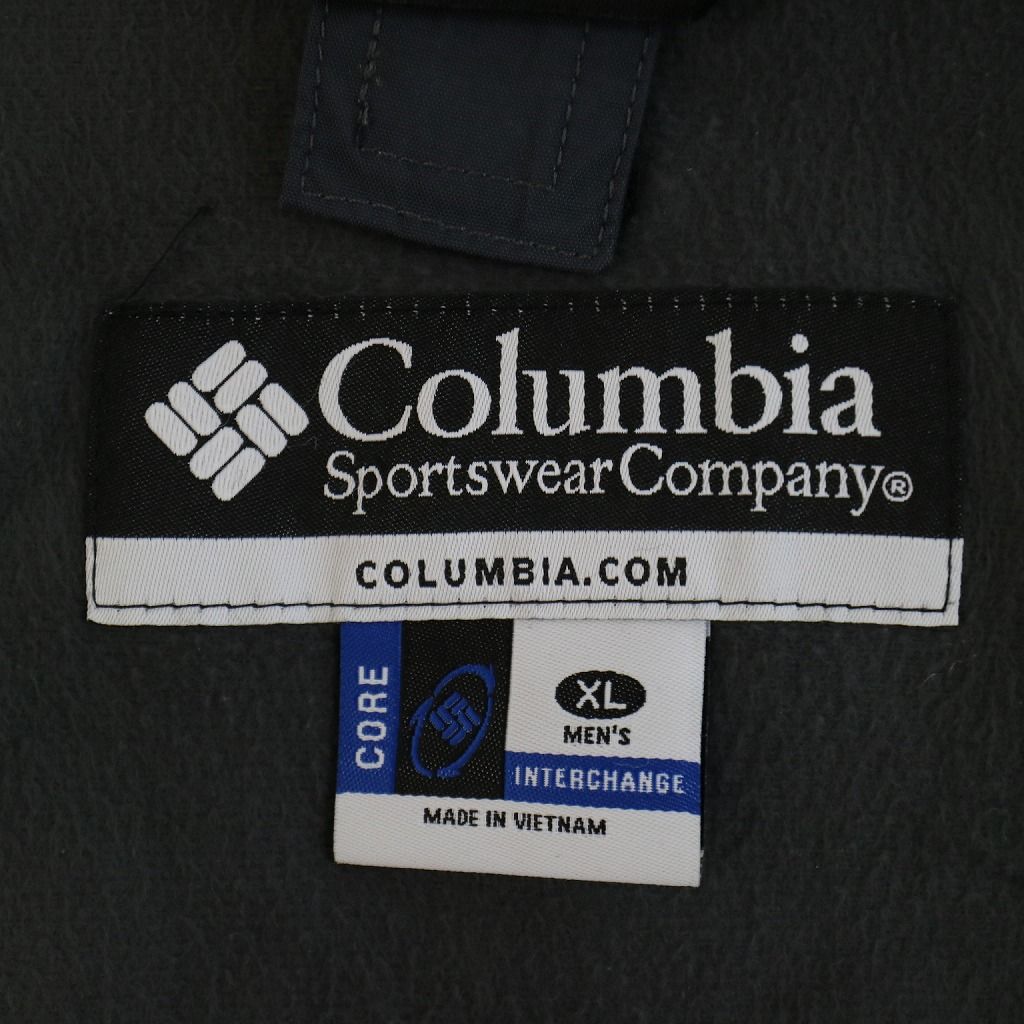 Columbia
Sportswear Company®
COLUMBIA.COM
CORE
XL
MEN'S
INTERCHANGE
MADE IN VIETNAM